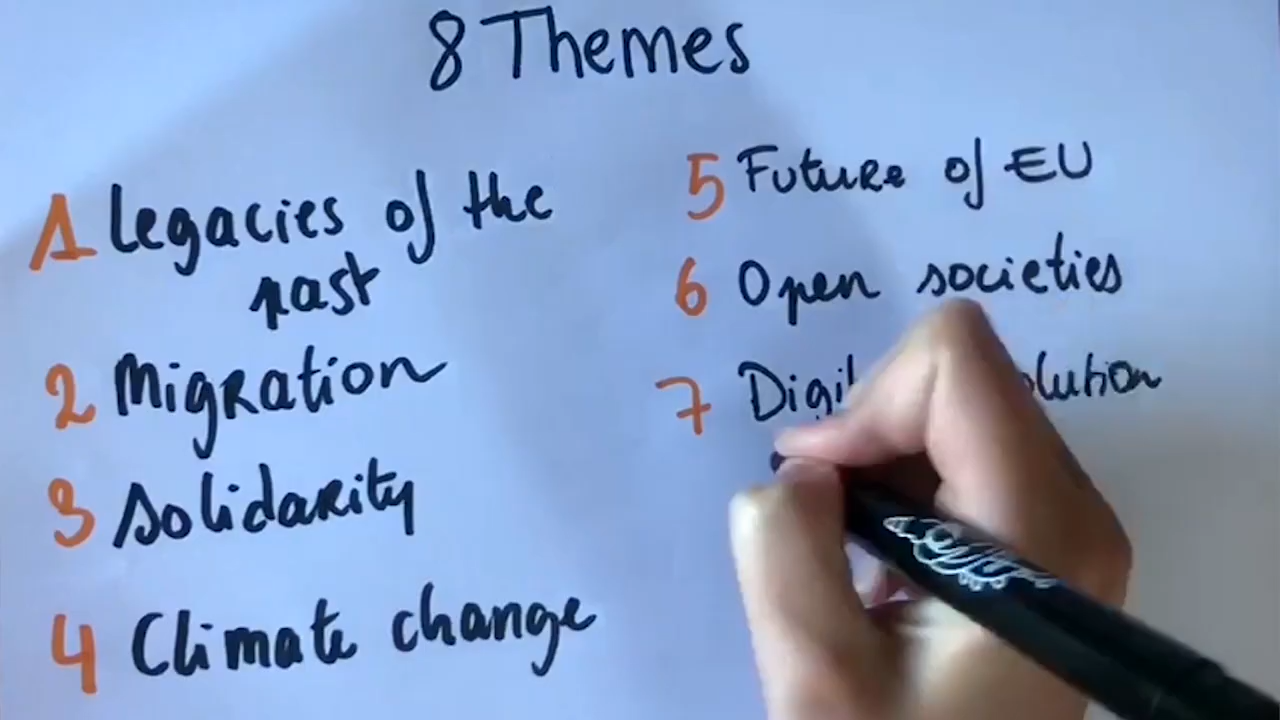 8 Themes
1 legacies of the
past
2 Migration
3 Solidarity
4 Climate change
5 Future of EU
6 Open societies
7